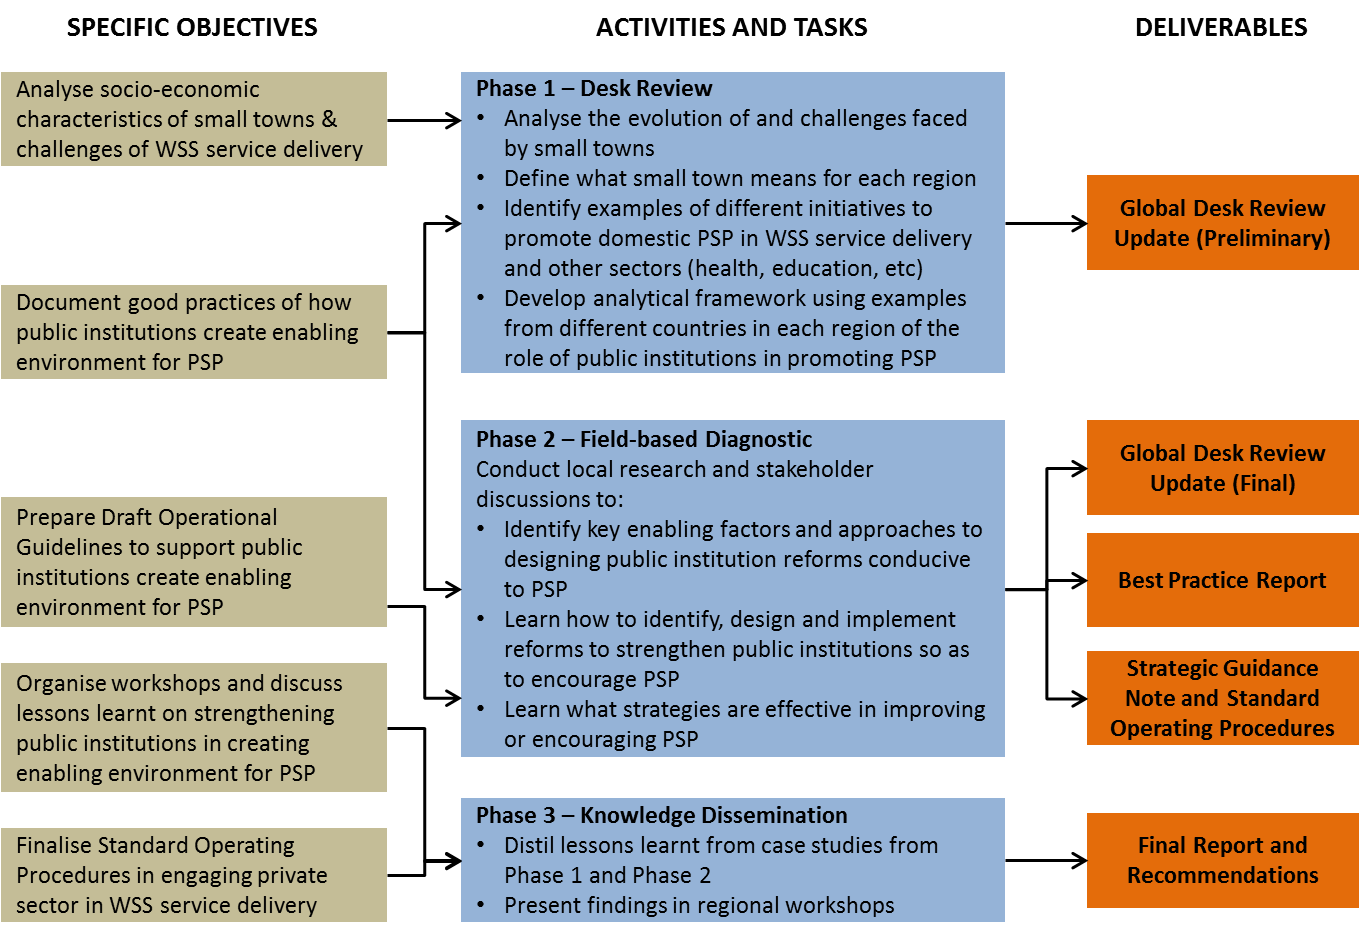 SPECIFIC OBJECTIVES
ACTIVITIES AND TASKS
DELIVERABLES
Analyse socio-economic
characteristics of small towns &
challenges of WSS service delivery
Document good practices of how
public institutions create enabling
environment for PSP
Prepare Draft Operational
Guidelines to support public
institutions create enabling
environment for PSP
Organise workshops and discuss
lessons learnt on strengthening
public institutions in creating
enabling environment for PSP
Finalise Standard Operating
Procedures in engaging private
sector in WSS service delivery
Phase 1 – Desk Review
• Analyse the evolution of and challenges faced
by small towns
• Define what small town means for each region
• Identify examples of different initiatives to
promote domestic PSP in WSS service delivery
and other sectors (health, education, etc)
• Develop analytical framework using examples
from different countries in each region of the
role of public institutions in promoting PSP
Phase 2 – Field-based Diagnostic
Conduct local research and stakeholder
discussions to:
• Identify key enabling factors and approaches to
designing public institution reforms conducive
to PSP
• Learn how to identify, design and implement
reforms to strengthen public institutions so as
to encourage PSP
• Learn what strategies are effective in improving
or encouraging PSP
Phase 3 – Knowledge Dissemination
• Distil lessons learnt from case studies from
Phase 1 and Phase 2
• Present findings in regional workshops
Global Desk Review
Update (Preliminary)
Global Desk Review
Update (Final)
Best Practice Report
Strategic Guidance
Note and Standard
Operating Procedures
Final Report and
Recommendations